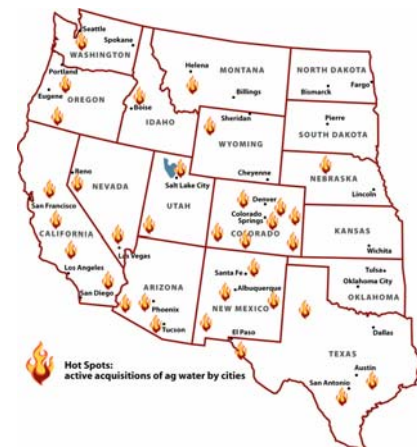 Seattle
Spokane
WASHINGTON
Portland
Eugene
OREGON
Helena
MONTANA
Billings
NORTH DAKOTA
Fargo
Bismarck
Boise
IDAHO
Sheridan
WYOMING
Cheyenne
Pierre
SOUTH DAKOTA
NEBRASKA
Lincoln
Reno
NEVADA
Salt Lake City
UTAH
Denver
Colorado
Springs
COLORADO
KANSAS
Wichita
San Francisco
CALIFORNIA
Las Vegas
Los Angeles
San Diego
ARIZONA
Phoenix
Tucson
Santa Fe
Albuquerque
NEW MEXICO
El Paso
Tulsa
Oklahoma City
OKLAHOMA
Dallas
TEXAS
Austin
San Antonio
Hot Spots:
active acquisitions of ag water by cities